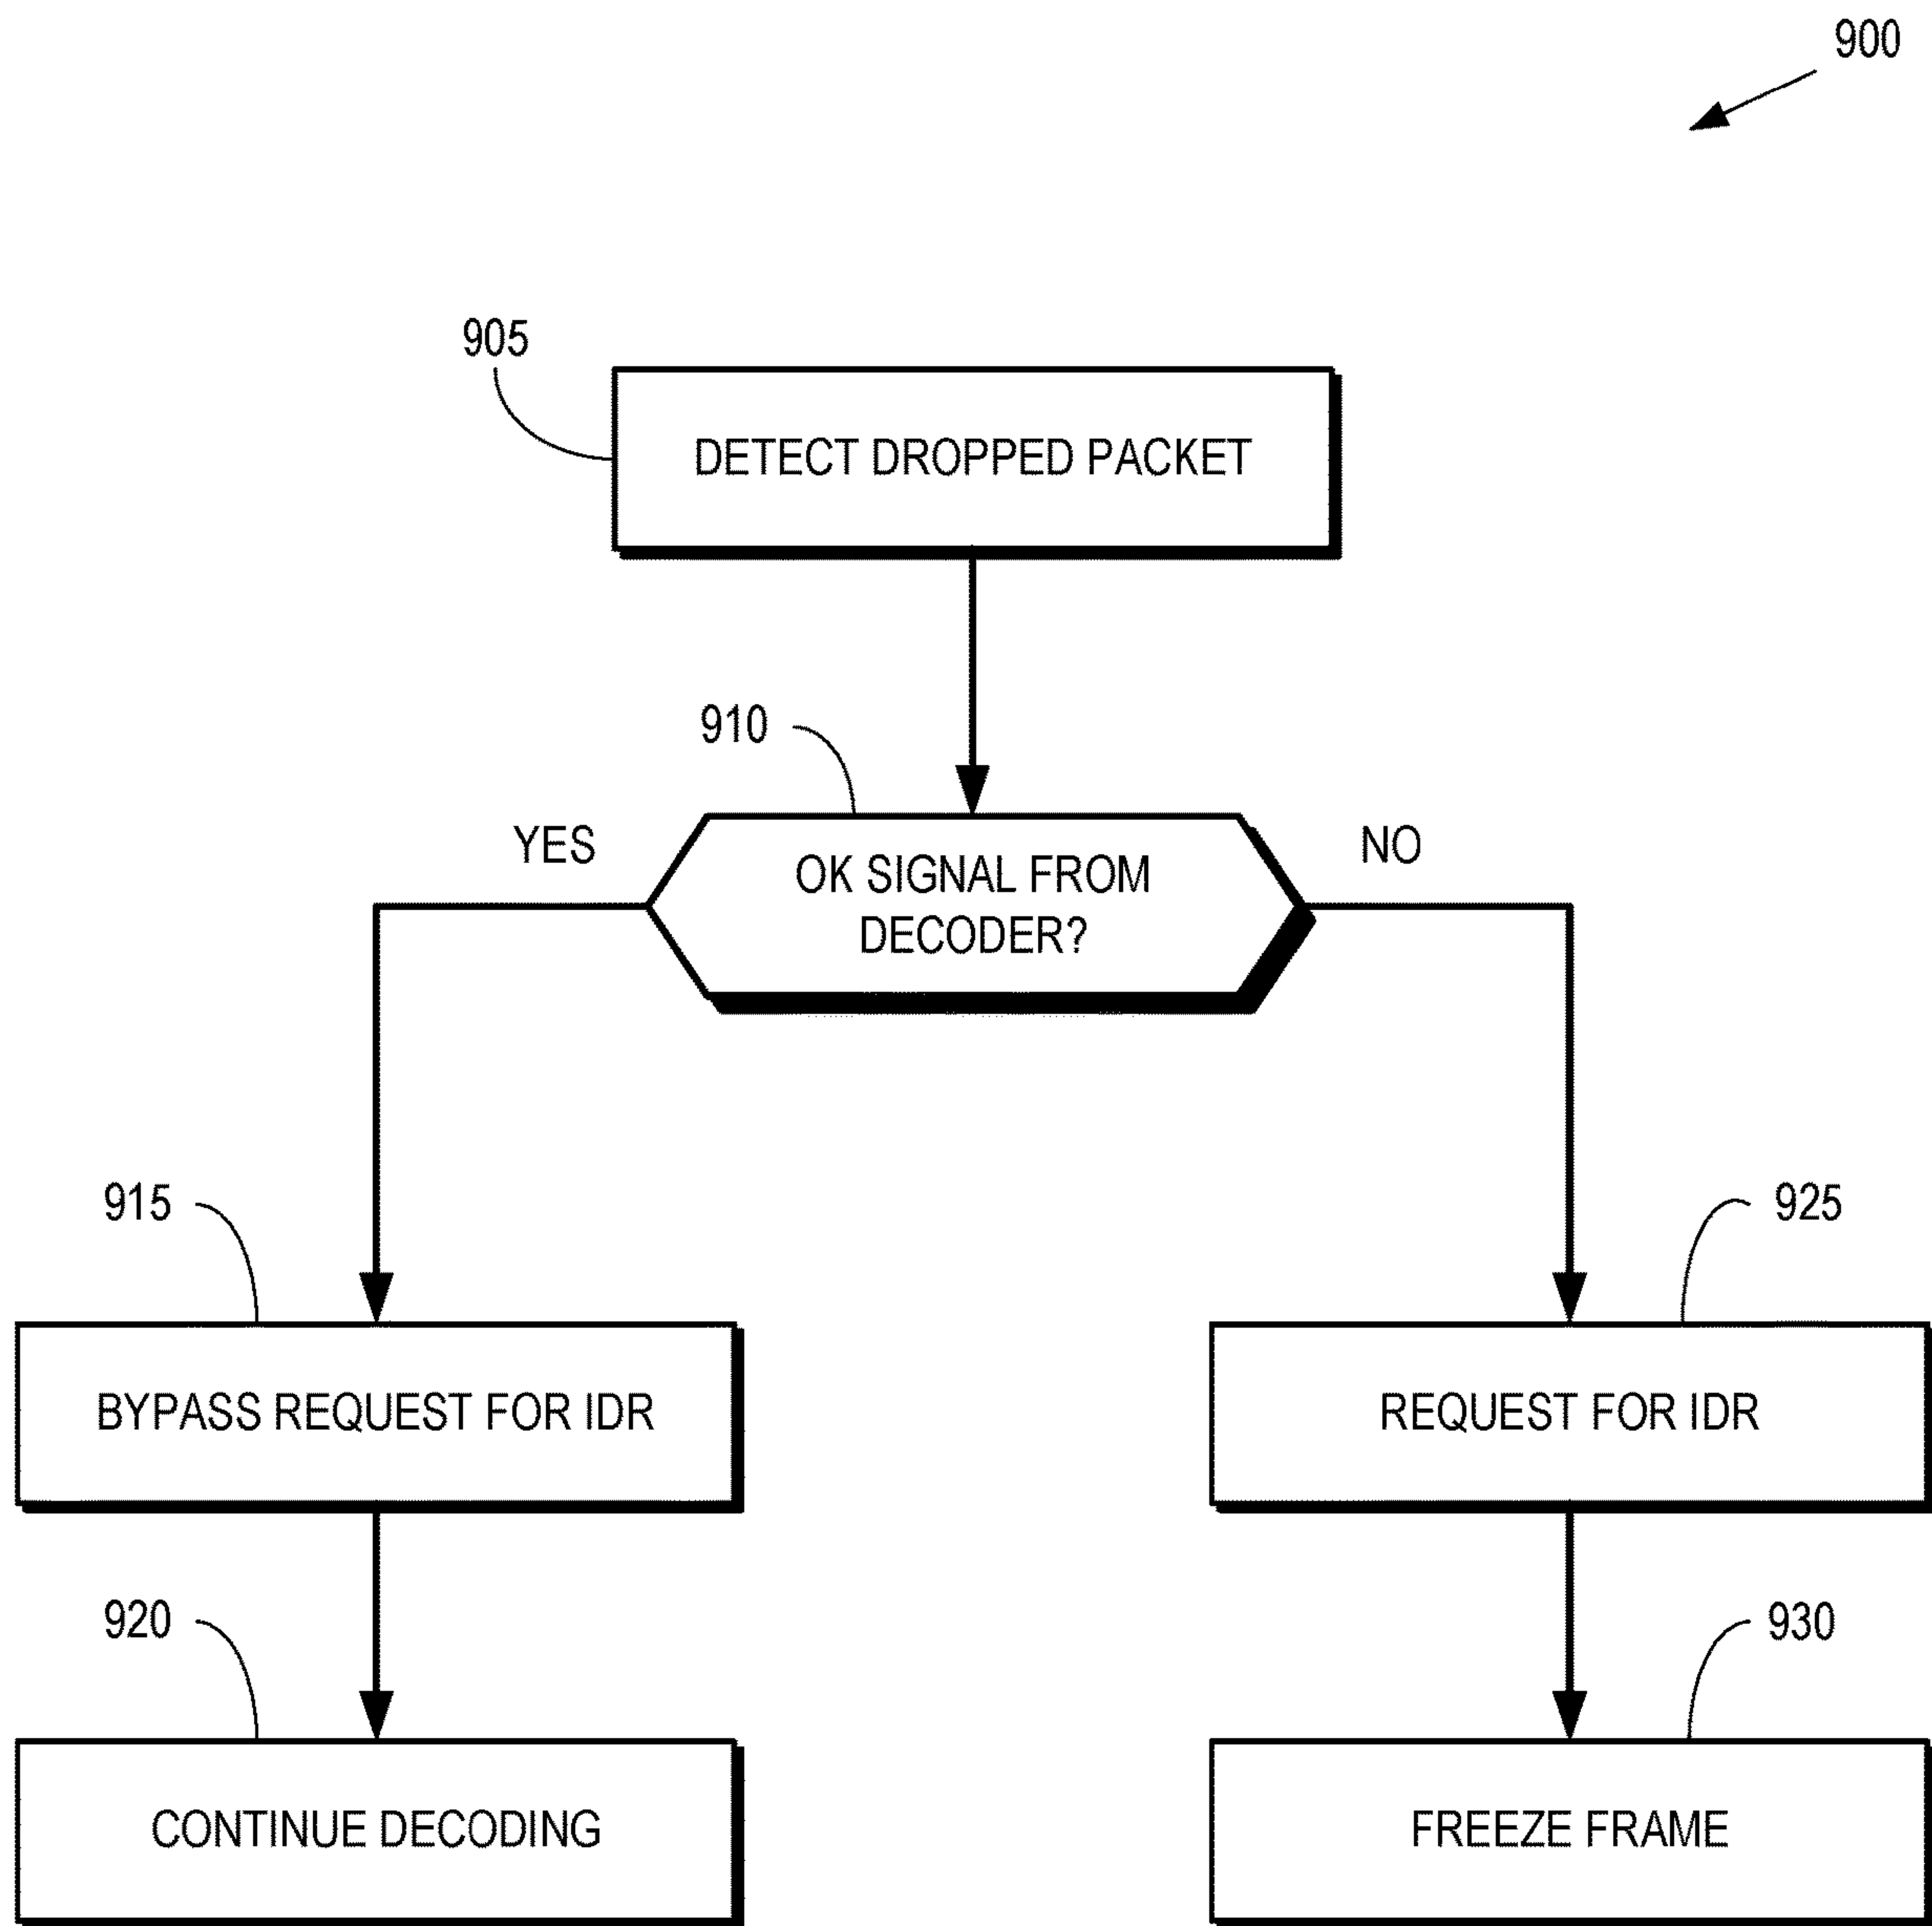 900
905
DETECT DROPPED PACKET
910
YES
OK SIGNAL FROM
DECODER?
NO
915
925
BYPASS REQUEST FOR IDR
REQUEST FOR IDR
920
930
CONTINUE DECODING
FREEZE FRAME